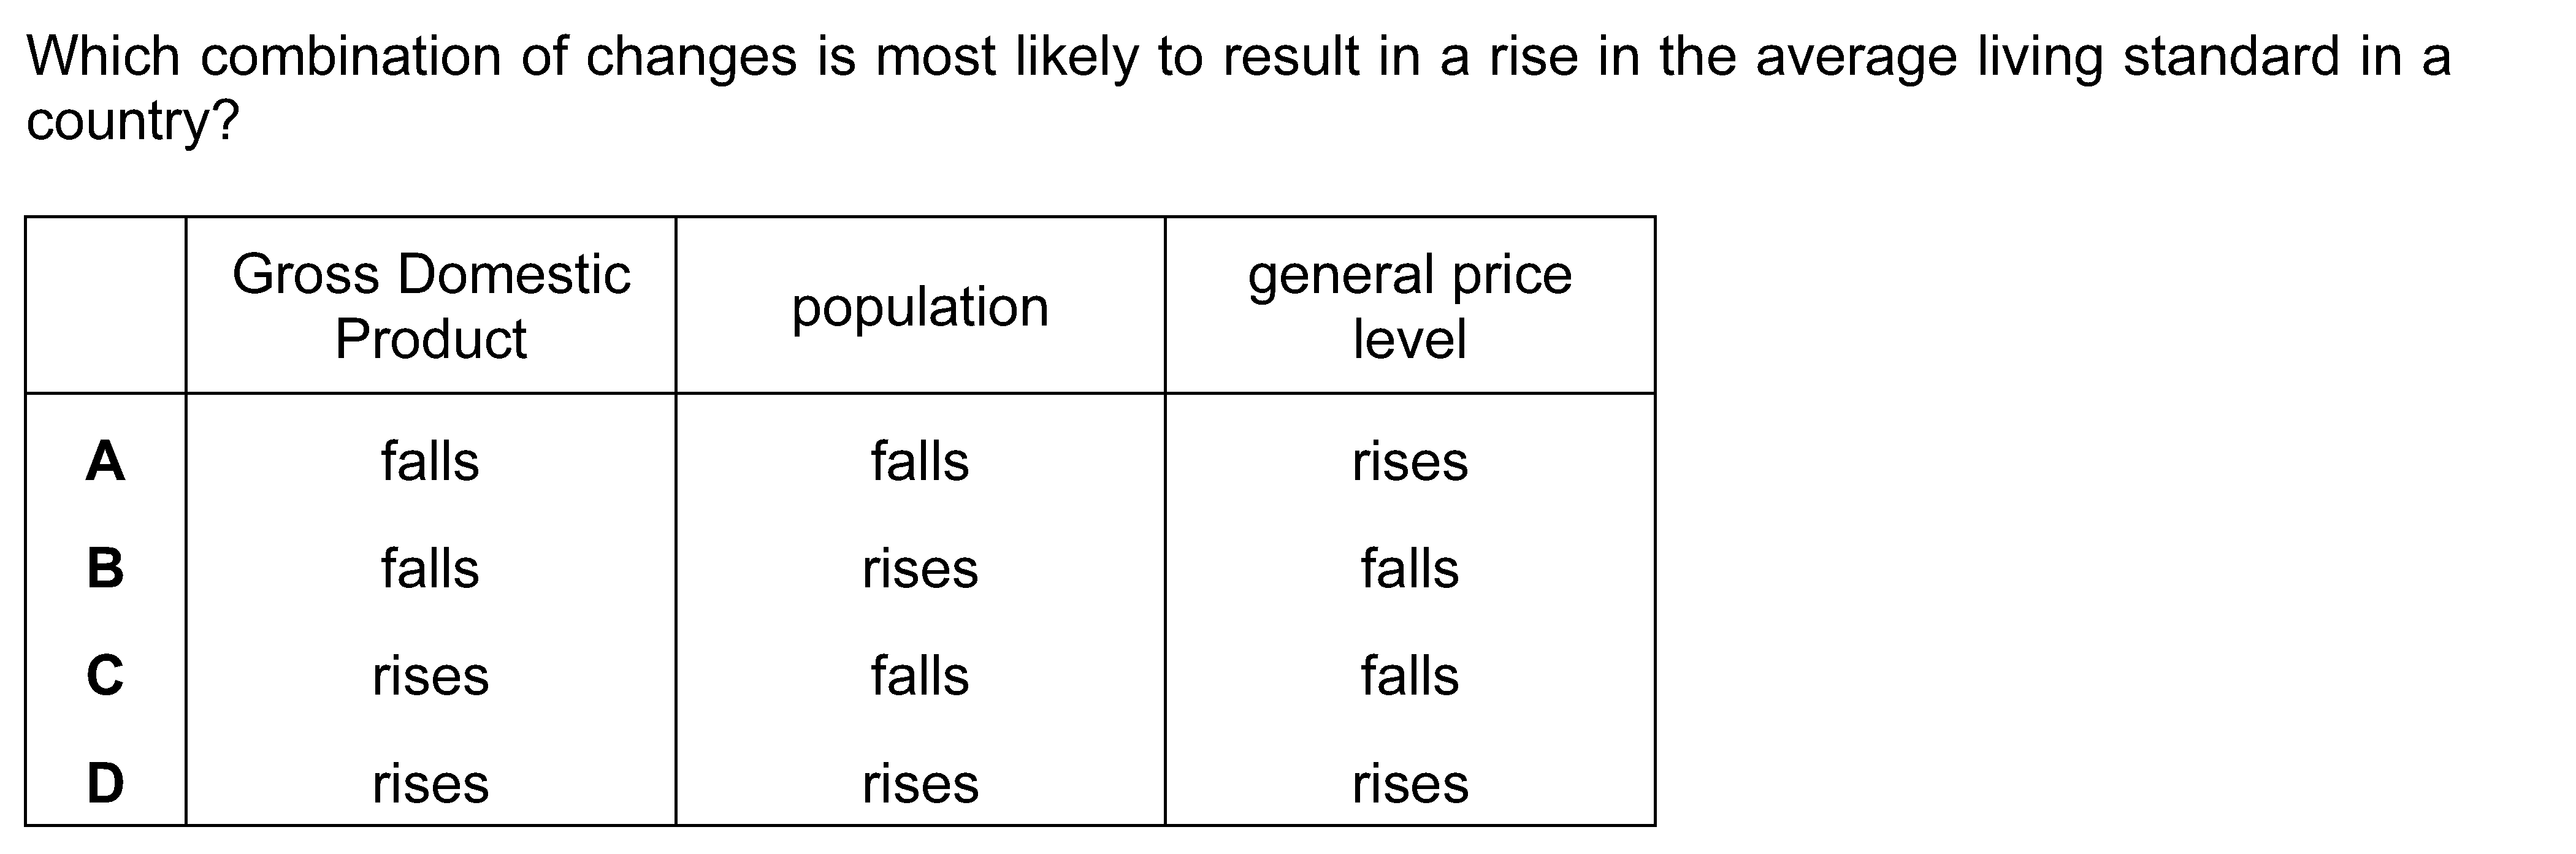 Which combination of changes is most likely to result in a rise in the average living standard in a
country?
Gross Domestic
Product
population
general price
level
A falls falls rises
B falls rises falls
C rises falls falls
D rises rises rises